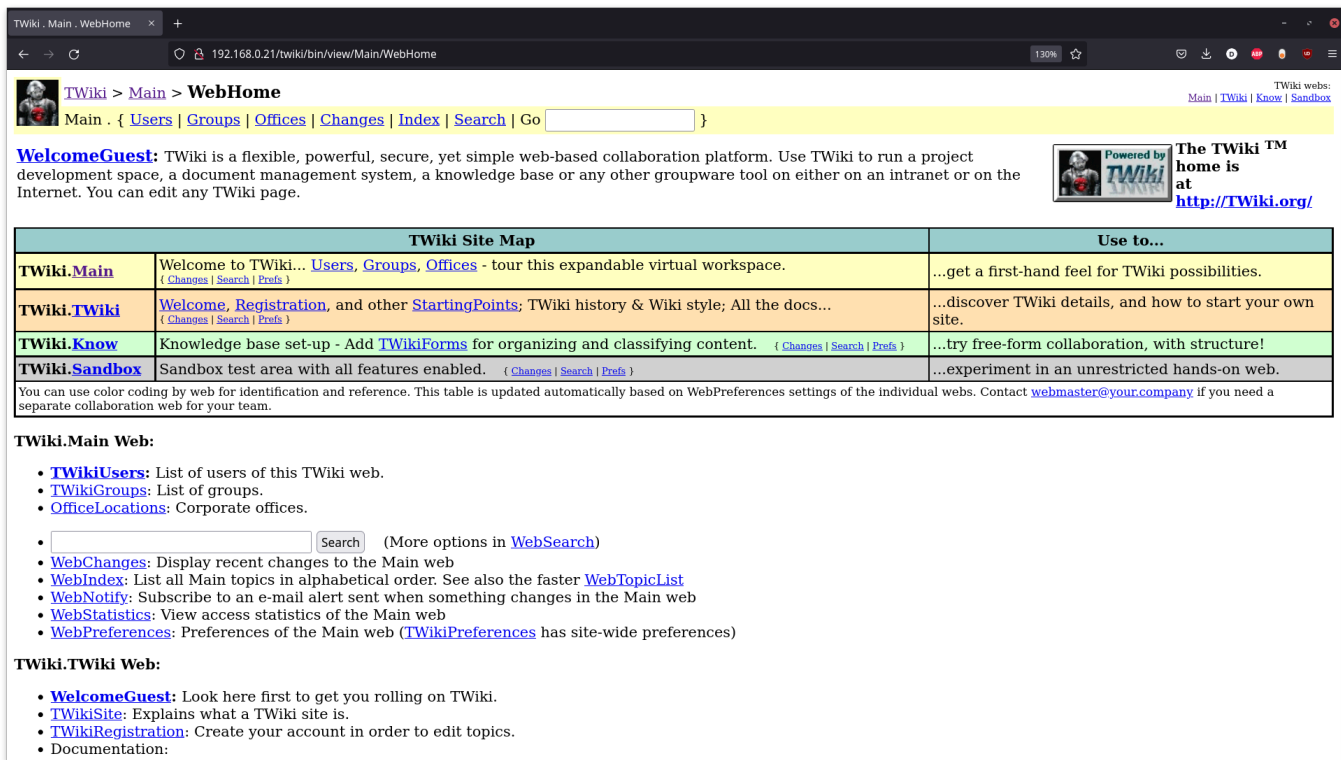 TWiki . Main . WebHome
192.168.0.21/twiki/bin/view/Main/WebHome
130%
TWiki > Main > WebHome
TWiki webs:
Main | TWiki | Know | Sandbox
Main . { Users | Groups | Offices | Changes | Index | Search | Go }
WelcomeGuest: TWiki is a flexible, powerful, secure, yet simple web-based collaboration platform. Use TWiki to run a project
development space, a document management system, a knowledge base or any other groupware tool on either on an intranet or on the
Internet. You can edit any TWiki page.
Powered by
TWiki
The TWiki TM
home is
at
http://TWiki.org/
TWiki Site Map
Use to...
TWiki.Main
Welcome to TWiki... Users, Groups, Offices - tour this expandable virtual workspace.
{ Changes | Search | Prefs }
...get a first-hand feel for TWiki possibilities.
TWiki.TWiki
Welcome, Registration, and other StartingPoints; TWiki history & Wiki style; All the docs...
{ Changes | Search | Prefs }
...discover TWiki details, and how to start your own
site.
TWiki.Know
Knowledge base set-up - Add TWikiForms for organizing and classifying content. { Changes | Search | Prefs }
...try free-form collaboration, with structure!
TWiki.Sandbox
Sandbox test area with all features enabled. { Changes | Search | Prefs }
...experiment in an unrestricted hands-on web.
You can use color coding by web for identification and reference. This table is updated automatically based on WebPreferences settings of the individual webs. Contact webmaster@your.company if you need a
separate collaboration web for your team.
TWiki.Main Web:
• TWikiUsers: List of users of this TWiki web.
• TWikiGroups: List of groups.
• OfficeLocations: Corporate offices.
• Search (More options in WebSearch)
• WebChanges: Display recent changes to the Main web
• WebIndex: List all Main topics in alphabetical order. See also the faster WebTopicList
• WebNotify: Subscribe to an e-mail alert sent when something changes in the Main web
• WebStatistics: View access statistics of the Main web
• WebPreferences: Preferences of the Main web (TWikiPreferences has site-wide preferences)
TWiki.TWiki Web:
• WelcomeGuest: Look here first to get you rolling on TWiki.
• TWikiSite: Explains what a TWiki site is.
• TWikiRegistration: Create your account in order to edit topics.
• Documentation: